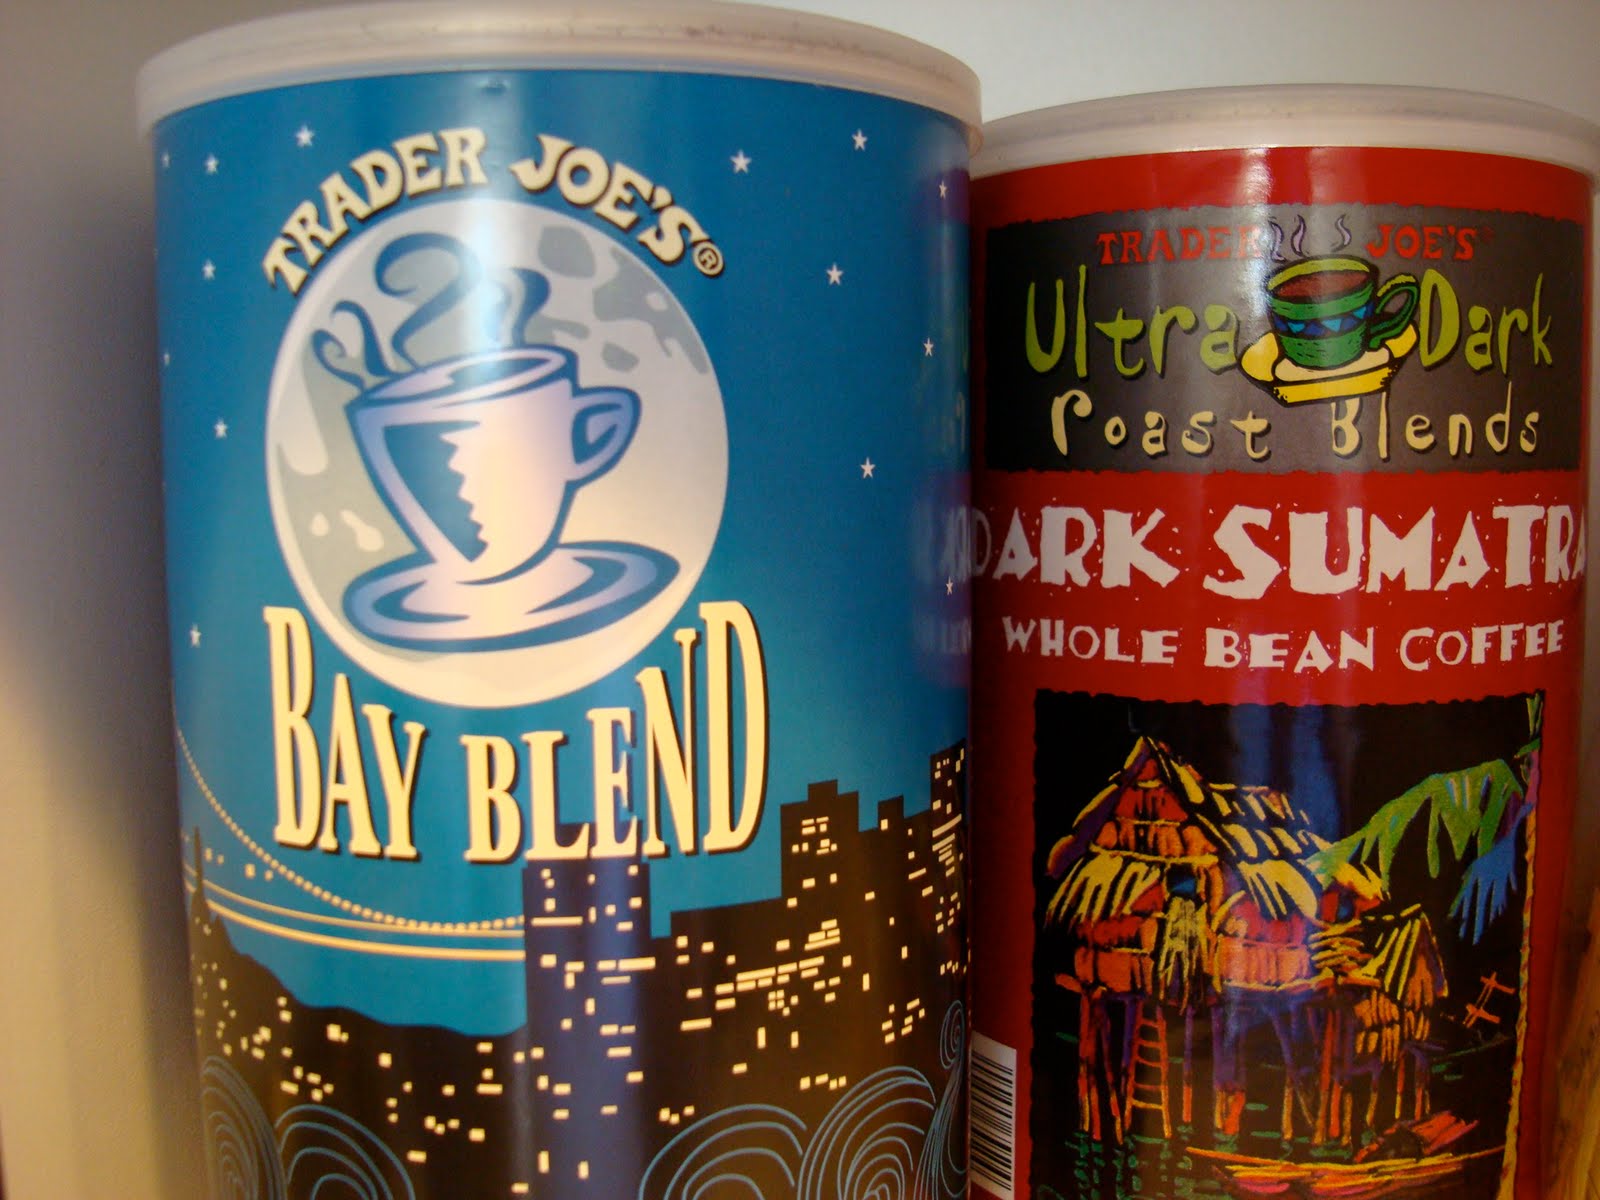 TRADER JOE'S®
BAY BLEND
TRADER JOE'S
Ultra Dark
Roast Blends
DARK SUMATRA
WHOLE BEAN COFFEE